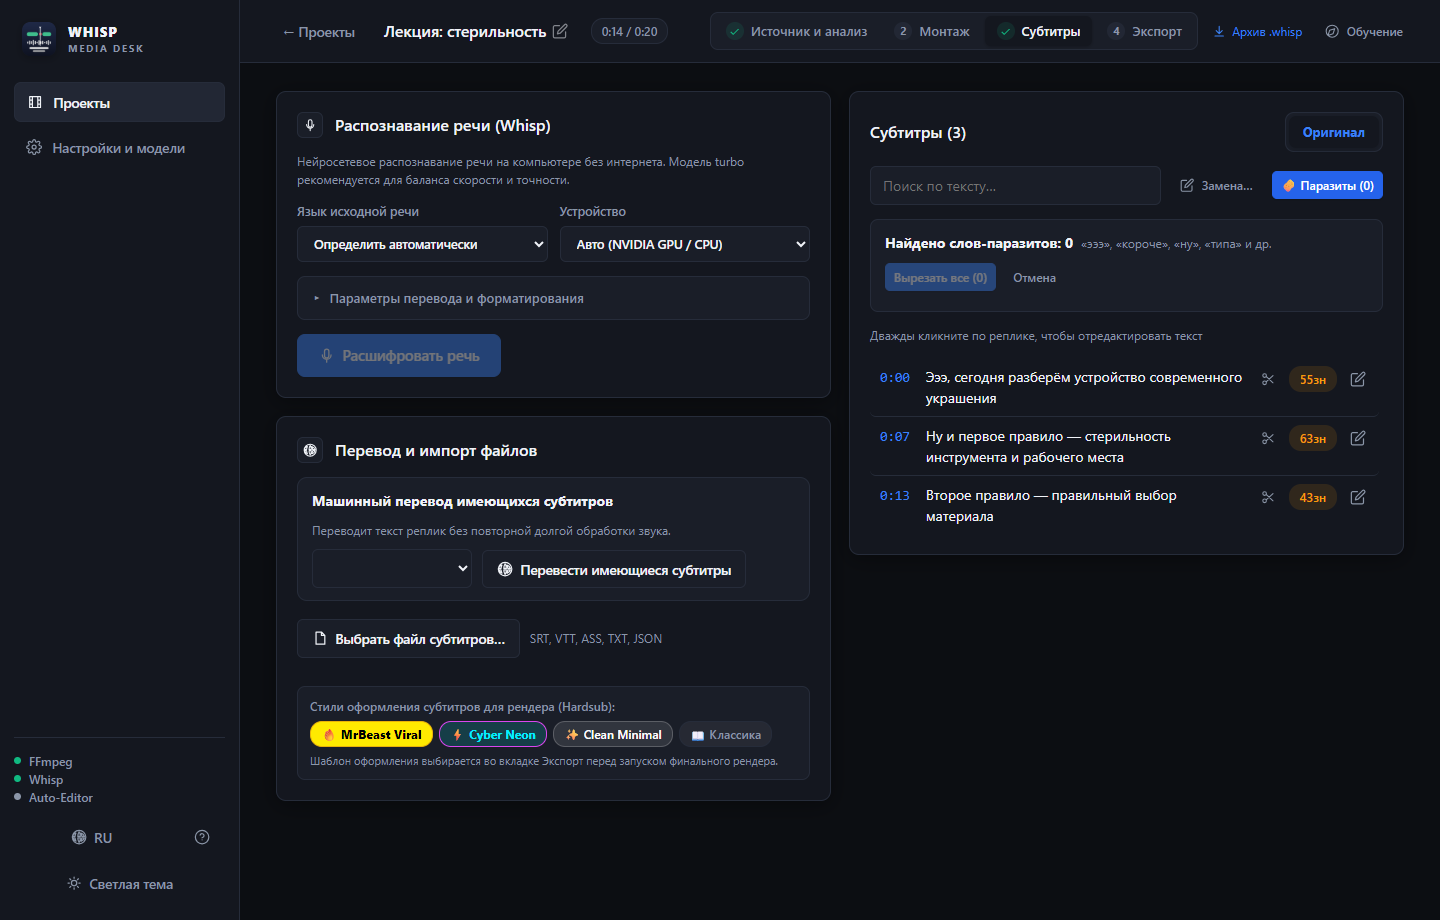 WHISP
MEDIA DESK
Проекты
Настройки и модели
FFmpeg
Whisp
Auto-Editor
RU
Светлая тема
← Проекты
Лекция: стерильность
0:14 / 0:20
Источник и анализ
2 Монтаж
Субтитры
4 Экспорт
Архив .whisp
Обучение
Распознавание речи (Whisp)
Нейросетевое распознавание речи на компьютере без интернета. Модель turbo
рекомендуется для баланса скорости и точности.
Язык исходной речи
Устройство
Определить автоматически
Авто (NVIDIA GPU / CPU)
Параметры перевода и форматирования
Расшифровать речь
Перевод и импорт файлов
Машинный перевод имеющихся субтитров
Переводит текст реплик без повторной долгой обработки звука.
Перевести имеющиеся субтитры
Выбрать файл субтитров...
SRT, VTT, ASS, TXT, JSON
Стили оформления субтитров для рендера (Hardsub):
MrBeast Viral
Cyber Neon
Clean Minimal
Классика
Шаблон оформления выбирается во вкладке Экспорт перед запуском финального рендера.
Субтитры (3)
Оригинал
Поиск по тексту...
Замена...
Паразиты (0)
Найдено слов-паразитов: 0 «эээ», «короче», «ну», «типа» и др.
Вырезать все (0)
Отмена
Дважды кликните по реплике, чтобы отредактировать текст
0:00 Эээ, сегодня разберём устройство современного
украшения
55зн
0:07 Ну и первое правило — стерильность
инструмента и рабочего места
63зн
0:13 Второе правило — правильный выбор
материала
43зн